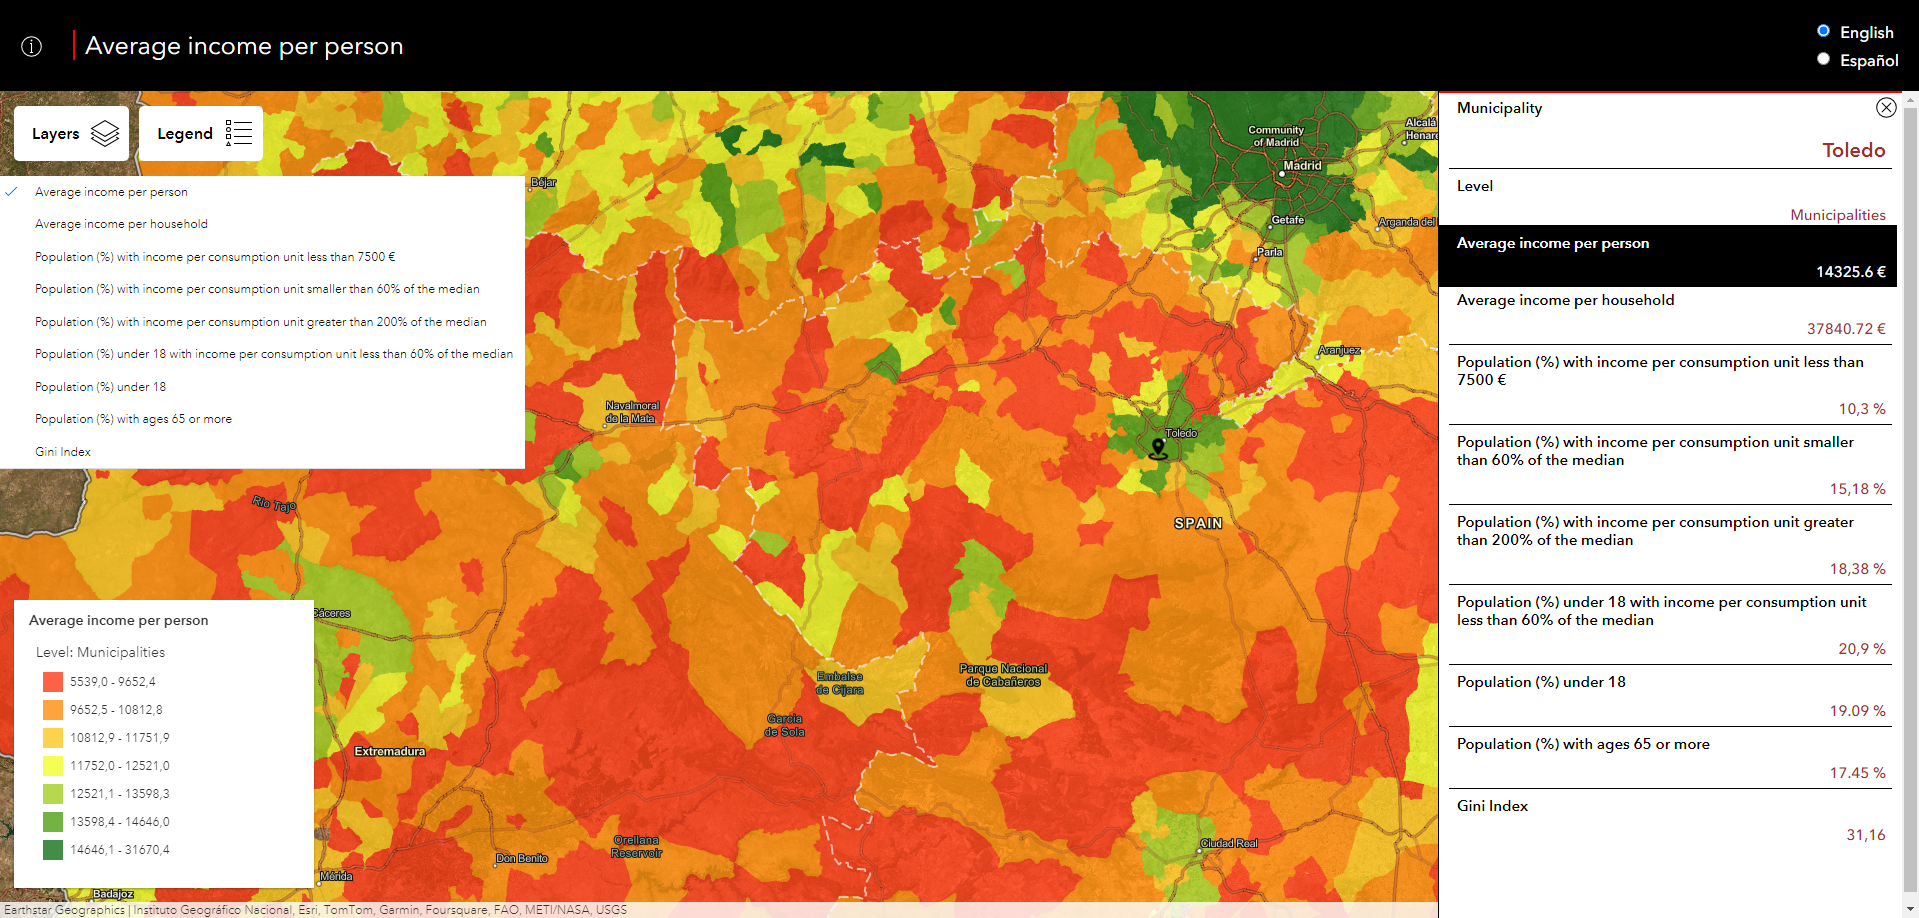 Average income per person
English
Español
Layers
Legend
Average income per person
Average income per household
Population (%) with income per consumption unit less than 7500 €
Population (%) with income per consumption unit smaller than 60% of the median
Population (%) with income per consumption unit greater than 200% of the median
Population (%) under 18 with income per consumption unit less than 60% of the median
Population (%) under 18
Population (%) with ages 65 or more
Gini Index
Béjar
Community
of Madrid
Alcalá
Henare
Madrid
Getafe
Arganda del
Parla
Aranjuez
Navalmoral
de la Mata
Toledo
Río Tajo
SPAIN
Cáceres
Embalse
de Cíjara
Parque Nacional
de Cabañeros
García
de Sola
Extremadura
Orellana
Reservoir
Don Benito
Ciudad Real
Mérida
Badajoz
Average income per person
Level: Municipalities
5539,0 - 9652,4
9652,5 - 10812,8
10812,9 - 11751,9
11752,0 - 12521,0
12521,1 - 13598,3
13598,4 - 14646,0
14646,1 - 31670,4
Earthstar Geographics | Instituto Geográfico Nacional, Esri, TomTom, Garmin, Foursquare, FAO, METI/NASA, USGS
Municipality
Toledo
Level
Municipalities
Average income per person
14325.6 €
Average income per household
37840.72 €
Population (%) with income per consumption unit less than
7500 €
10,3 %
Population (%) with income per consumption unit smaller
than 60% of the median
15,18 %
Population (%) with income per consumption unit greater
than 200% of the median
18,38 %
Population (%) under 18 with income per consumption unit
less than 60% of the median
20,9 %
Population (%) under 18
19.09 %
Population (%) with ages 65 or more
17.45 %
Gini Index
31,16